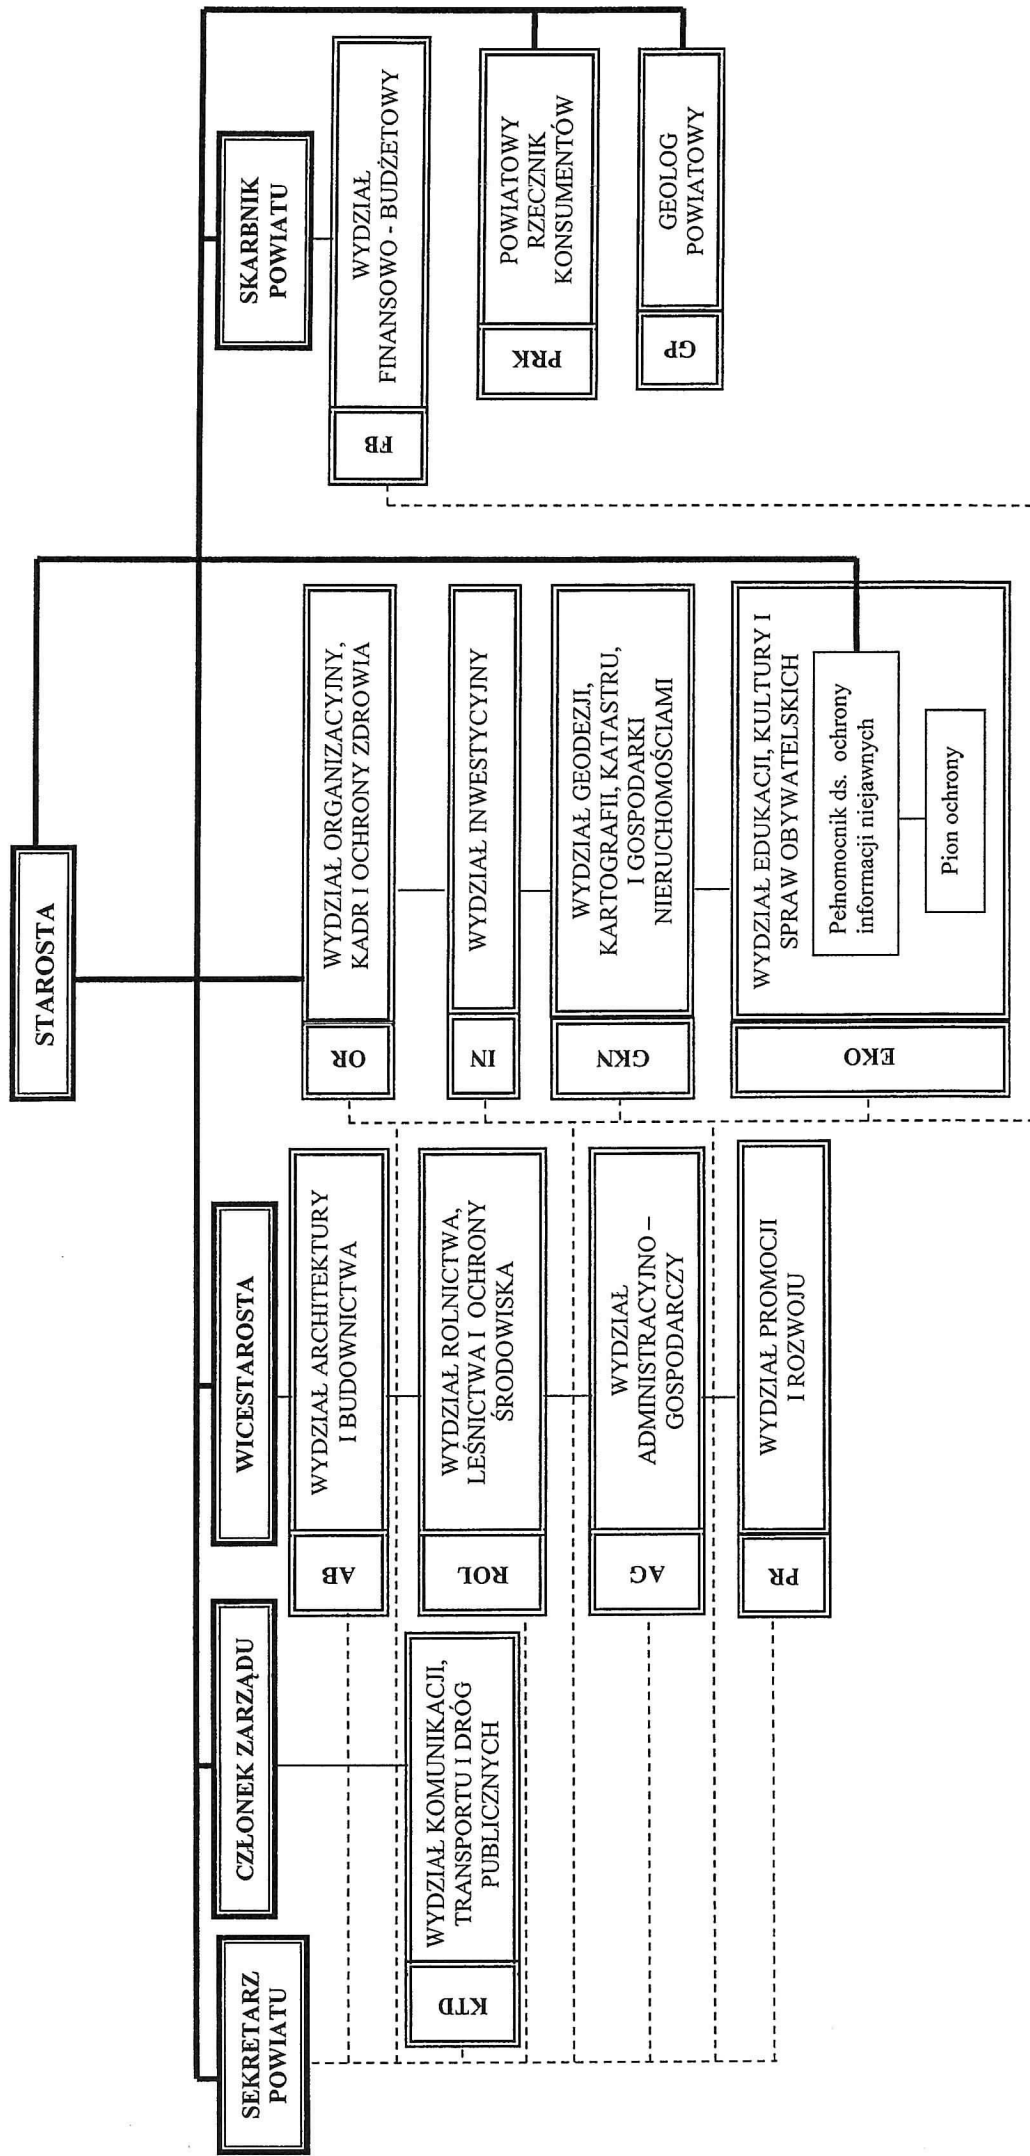 STAROSTA
SEKRETARZ
POWIATU
CZŁONEK ZARZĄDU
WICESTAROSTA
SKARBNIK
POWIATU
KTD
WYDZIAŁ KOMUNIKACJI,
TRANSPORTU I DRÓG
PUBLICZNYCH
AB
WYDZIAŁ ARCHITEKTURY
I BUDOWNICTWA
ROL
WYDZIAŁ ROLNICTWA,
LEŚNICTWA I OCHRONY
ŚRODOWISKA
AG
WYDZIAŁ
ADMINISTRACYJNO –
GOSPODARCZY
PR
WYDZIAŁ PROMOCJI
I ROZWOJU
OR
WYDZIAŁ ORGANIZACYJNY,
KADR I OCHRONY ZDROWIA
IN
WYDZIAŁ INWESTYCYJNY
GKN
WYDZIAŁ GEODEZJI,
KARTOGRAFII, KATASTRU,
I GOSPODARKI
NIERUCHOMOŚCIAMI
EKO
WYDZIAŁ EDUKACJI, KULTURY I
SPRAW OBYWATELSKICH
Pełnomocnik ds. ochrony
informacji niejawnych
Pion ochrony
FB
WYDZIAŁ
FINANSOWO - BUDŻETOWY
PRK
POWIATOWY
RZECZNIK
KONSUMENTÓW
GP
GEOLOG
POWIATOWY